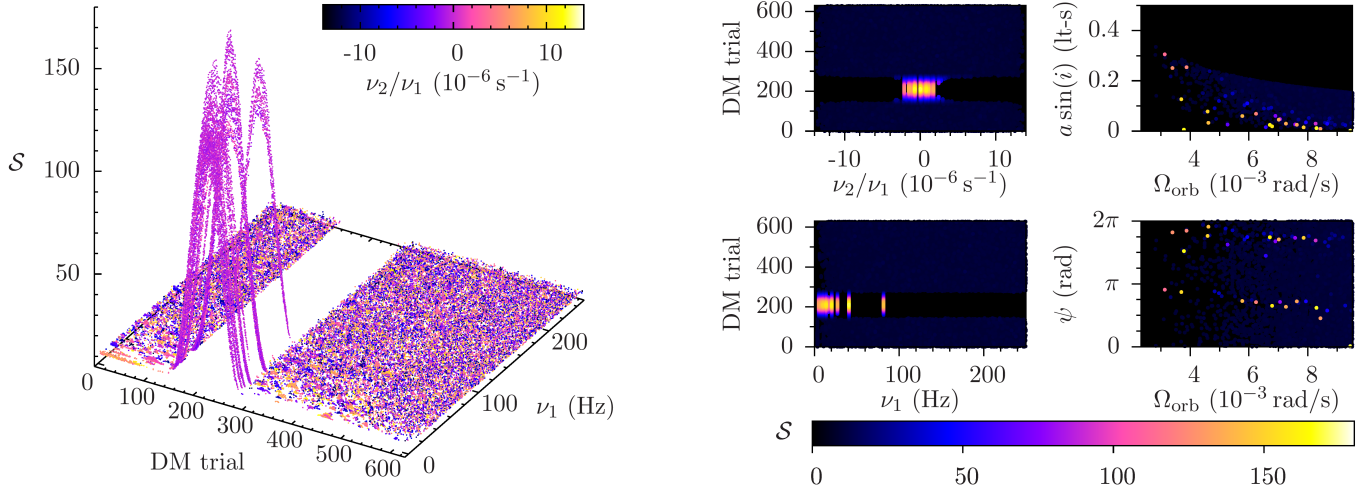 -10 0 10
ν₂/ν₁ (10⁻⁶ s⁻¹)
S
180
150
100
50
0 100 200 300 400 500 600
DM trial
0 100 200
ν₁ (Hz)
DM trial
600
400
200
0
-10 0 10
ν₂/ν₁ (10⁻⁶ s⁻¹)
a sin(i) (lt-s)
0.4
0.2
0
4 6 8
Ω_orb (10⁻³ rad/s)
DM trial
600
400
200
0
0 100 200
ν₁ (Hz)
ψ (rad)
2π
π
0
4 6 8
Ω_orb (10⁻³ rad/s)
S
0 50 100 150